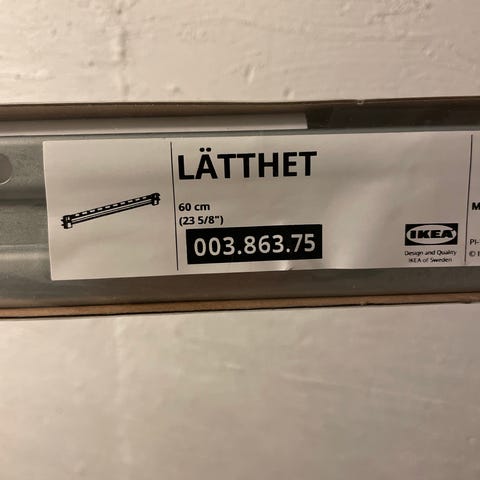 LÄTTHET
60 cm
(23 5/8")
003.863.75
IKEA
Design and Quality
IKEA of Sweden